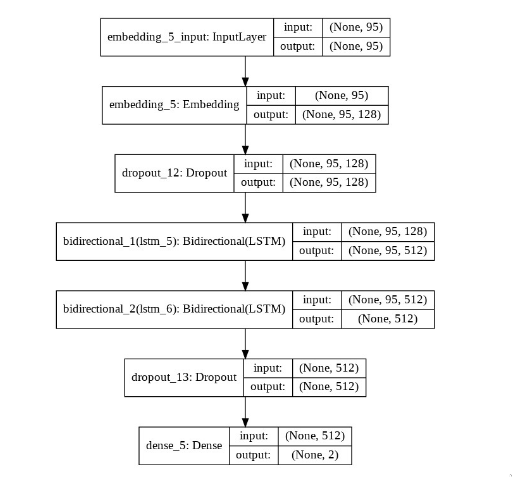 embedding_5_input: InputLayer
input: (None, 95)
output: (None, 95)
embedding_5: Embedding
input: (None, 95)
output: (None, 95, 128)
dropout_12: Dropout
input: (None, 95, 128)
output: (None, 95, 128)
bidirectional_1(lstm_5): Bidirectional(LSTM)
input: (None, 95, 128)
output: (None, 95, 512)
bidirectional_2(lstm_6): Bidirectional(LSTM)
input: (None, 95, 512)
output: (None, 512)
dropout_13: Dropout
input: (None, 512)
output: (None, 512)
dense_5: Dense
input: (None, 512)
output: (None, 2)